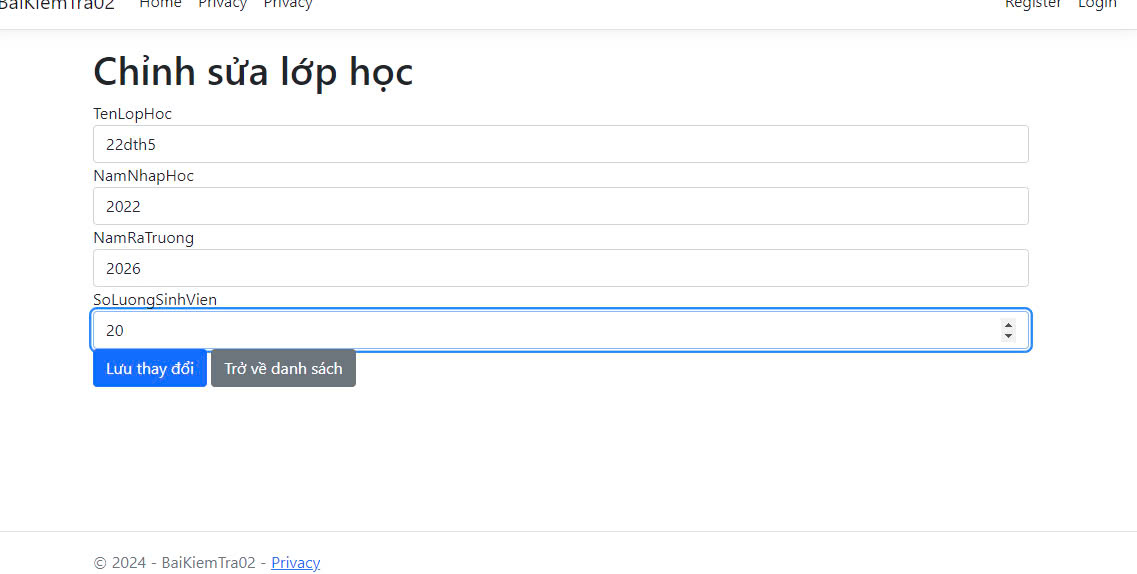 BaiKiemTra02 Home Privacy Privacy Register Login
Chỉnh sửa lớp học
TenLopHoc
22dth5
NamNhapHoc
2022
NamRaTruong
2026
SoLuongSinhVien
20
Lưu thay đổi Trở về danh sách
© 2024 - BaiKiemTra02 - Privacy